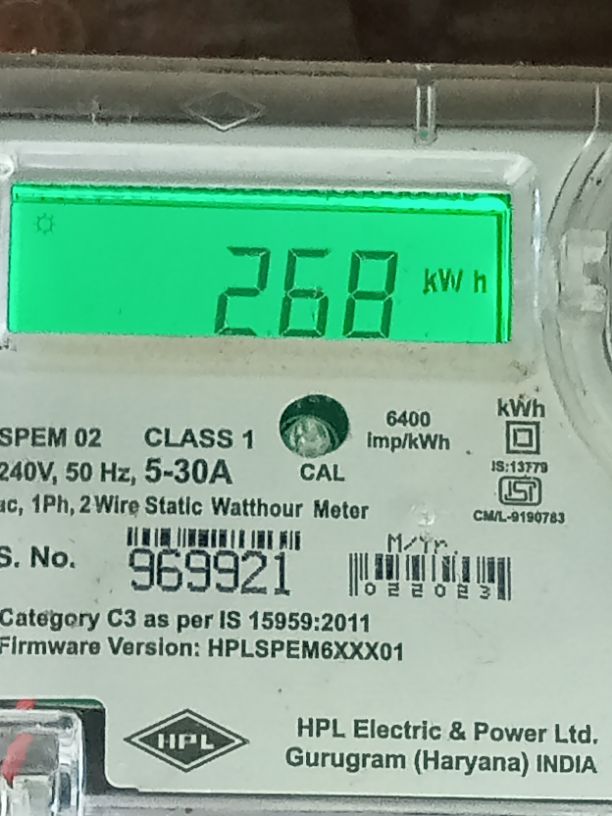 268 kWh
SPEM 02 CLASS 1
6400
imp/kWh
kWh
240V, 50 Hz, 5-30A
CAL
IS:13779
ISI
ac, 1Ph, 2 Wire Static Watthour Meter
CM/L-9190783
S. No.
969921
M/Yr.
022023
Category C3 as per IS 15959:2011
Firmware Version: HPLSPEM6XXX01
HPL
HPL Electric & Power Ltd.
Gurugram (Haryana) INDIA